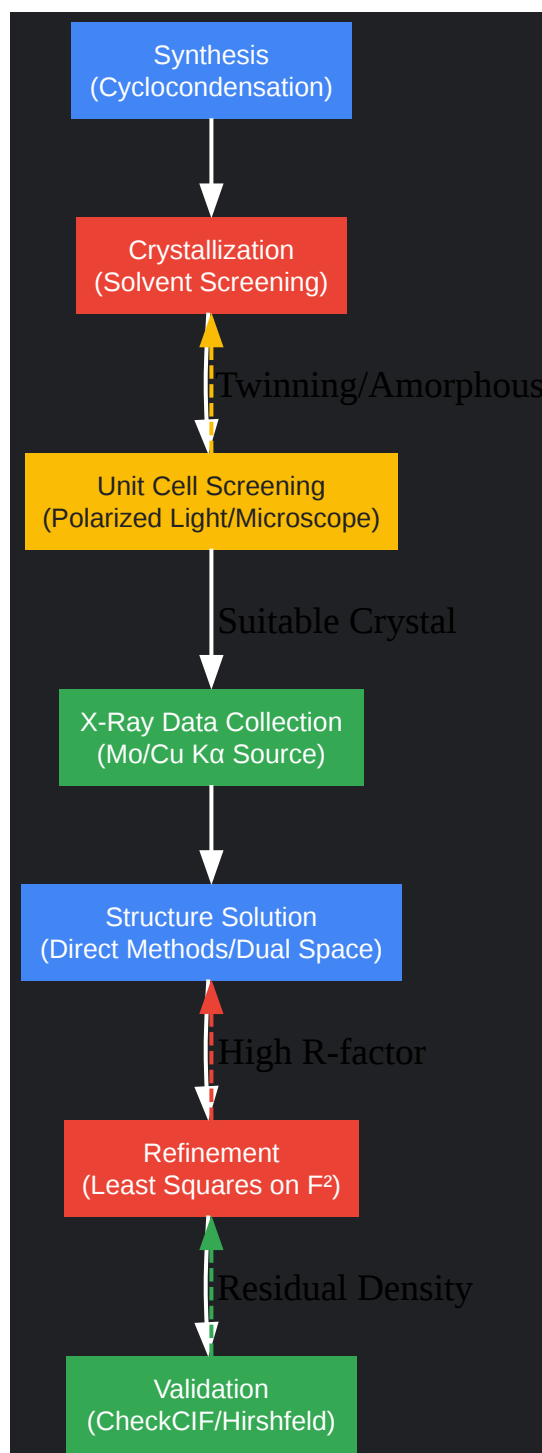 Synthesis
(Cyclocondensation)
Crystallization
(Solvent Screening)
Twinning/Amorphous
Unit Cell Screening
(Polarized Light/Microscope)
Suitable Crystal
X-Ray Data Collection
(Mo/Cu Kα Source)
Structure Solution
(Direct Methods/Dual Space)
High R-factor
Refinement
(Least Squares on F²)
Residual Density
Validation
(CheckCIF/Hirshfeld)